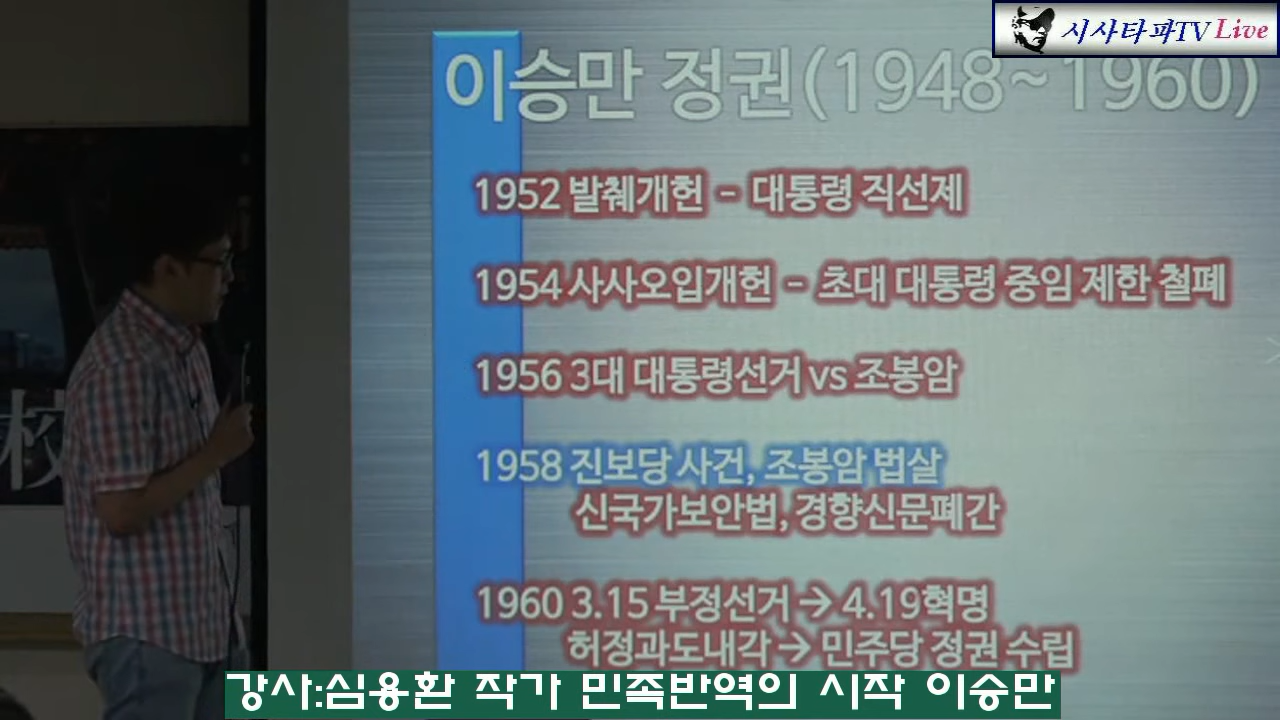 시사타파TV Live
이승만 정권(1948~1960)
1952 발췌개헌 - 대통령 직선제
1954 사사오입개헌 - 초대 대통령 중임 제한 철폐
1956 3대 대통령선거 vs 조봉암
1958 진보당 사건, 조봉암 법살
신국가보안법, 경향신문폐간
1960 3.15 부정선거 → 4.19혁명
허정과도내각 → 민주당 정권 수립
校
강사:심용환 작가 민족반역의 시작 이승만